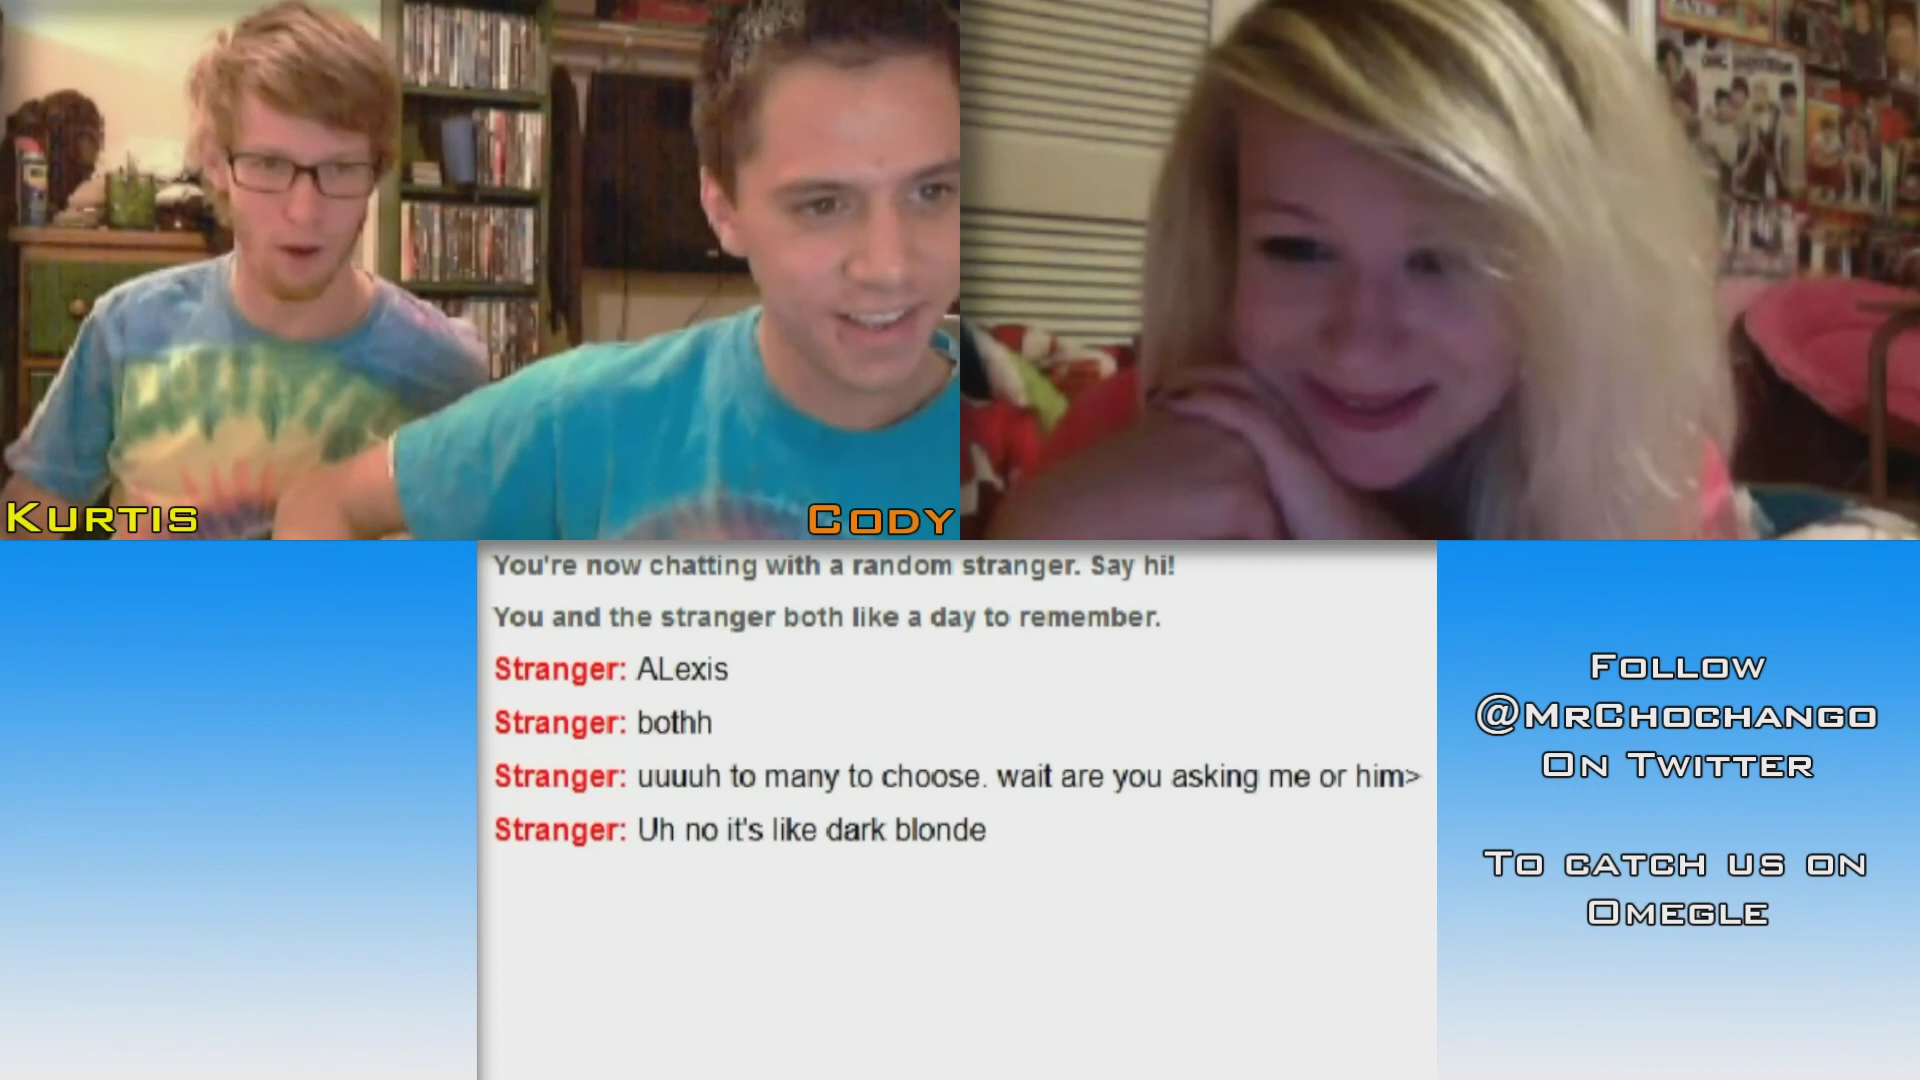 KURTIS
CODY
You're now chatting with a random stranger. Say hi!
You and the stranger both like a day to remember.
Stranger: ALexis
Stranger: bothh
Stranger: uuuuh to many to choose. wait are you asking me or him>
Stranger: Uh no it's like dark blonde
FOLLOW
@MRCHOCHANGO
ON TWITTER
TO CATCH US ON
OMEGLE